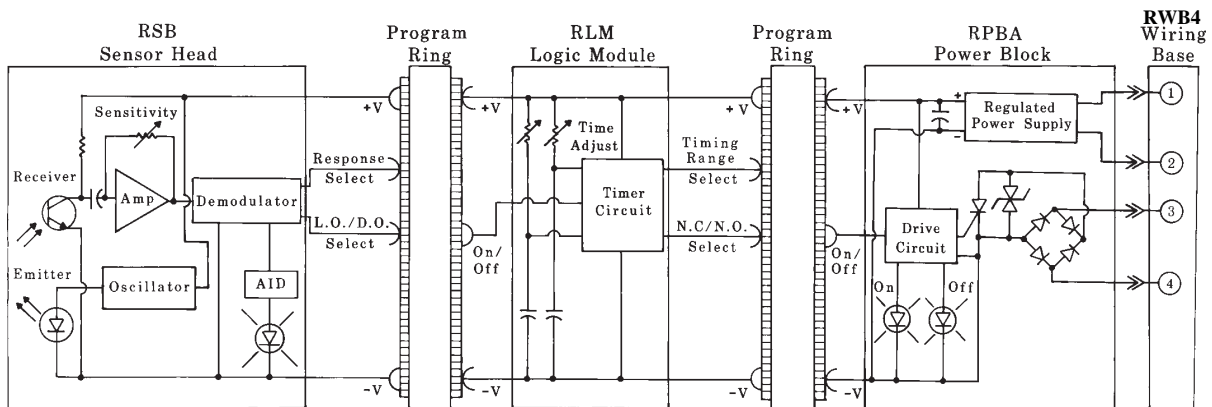 RSB
Sensor Head
Program
Ring
RLM
Logic Module
Program
Ring
RPBA
Power Block
RWB4
Wiring
Base
+V
+V
+V
+V
Sensitivity
Receiver
Amp
Demodulator
Response
Select
L.O./D.O.
Select
Emitter
Oscillator
AID
-V
On/
Off
Time
Adjust
Timer
Circuit
Timing
Range
Select
N.C/N.O.
Select
-V
-V
On/
Off
+
-
Regulated
Power Supply
Drive
Circuit
On
Off
-V
1
2
3
4